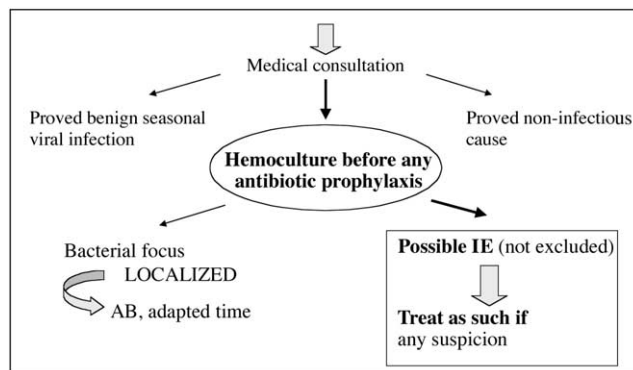 Medical consultation
Proved benign seasonal
viral infection
Proved non-infectious
cause
Hemoculture before any
antibiotic prophylaxis
Bacterial focus
LOCALIZED
AB, adapted time
Possible IE (not excluded)
Treat as such if
any suspicion